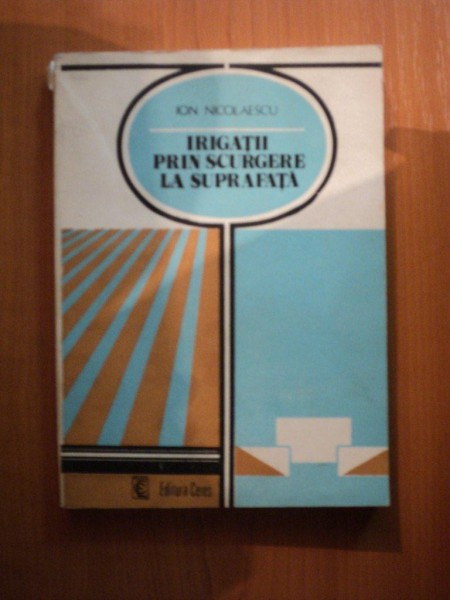 ION NICOLAESCU
IRIGAȚII
PRIN SCURGERE
LA SUPRAFAȚĂ
Editura Ceres